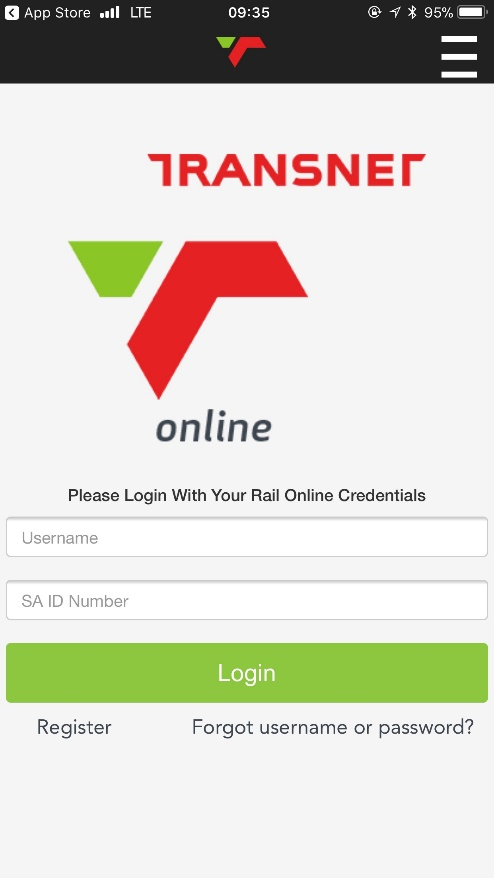 App Store LTE 09:35 95%
TRANSNET
online
Please Login With Your Rail Online Credentials
Username
SA ID Number
Login
Register Forgot username or password?